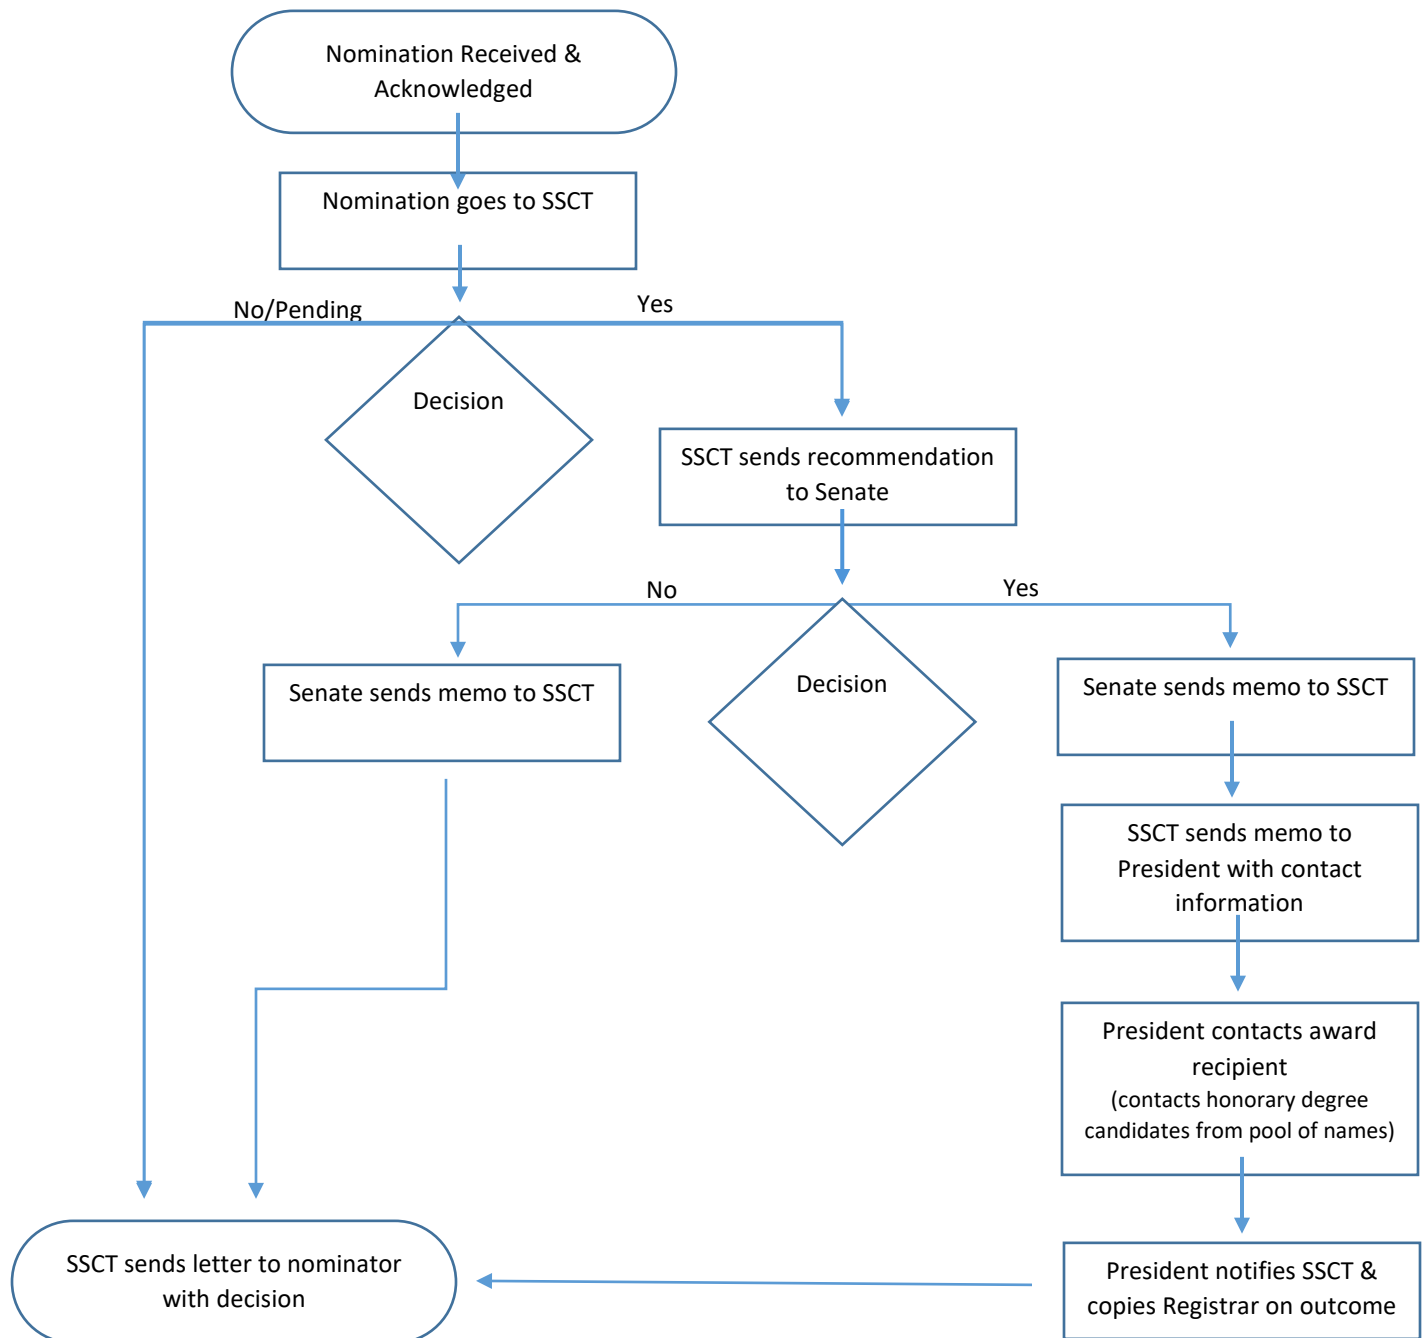 Nomination Received &
Acknowledged
Nomination goes to SSCT
No/Pending
Yes
Decision
SSCT sends recommendation
to Senate
No
Yes
Senate sends memo to SSCT
Decision
Senate sends memo to SSCT
SSCT sends memo to
President with contact
information
President contacts award
recipient
(contacts honorary degree
candidates from pool of names)
SSCT sends letter to nominator
with decision
President notifies SSCT &
copies Registrar on outcome